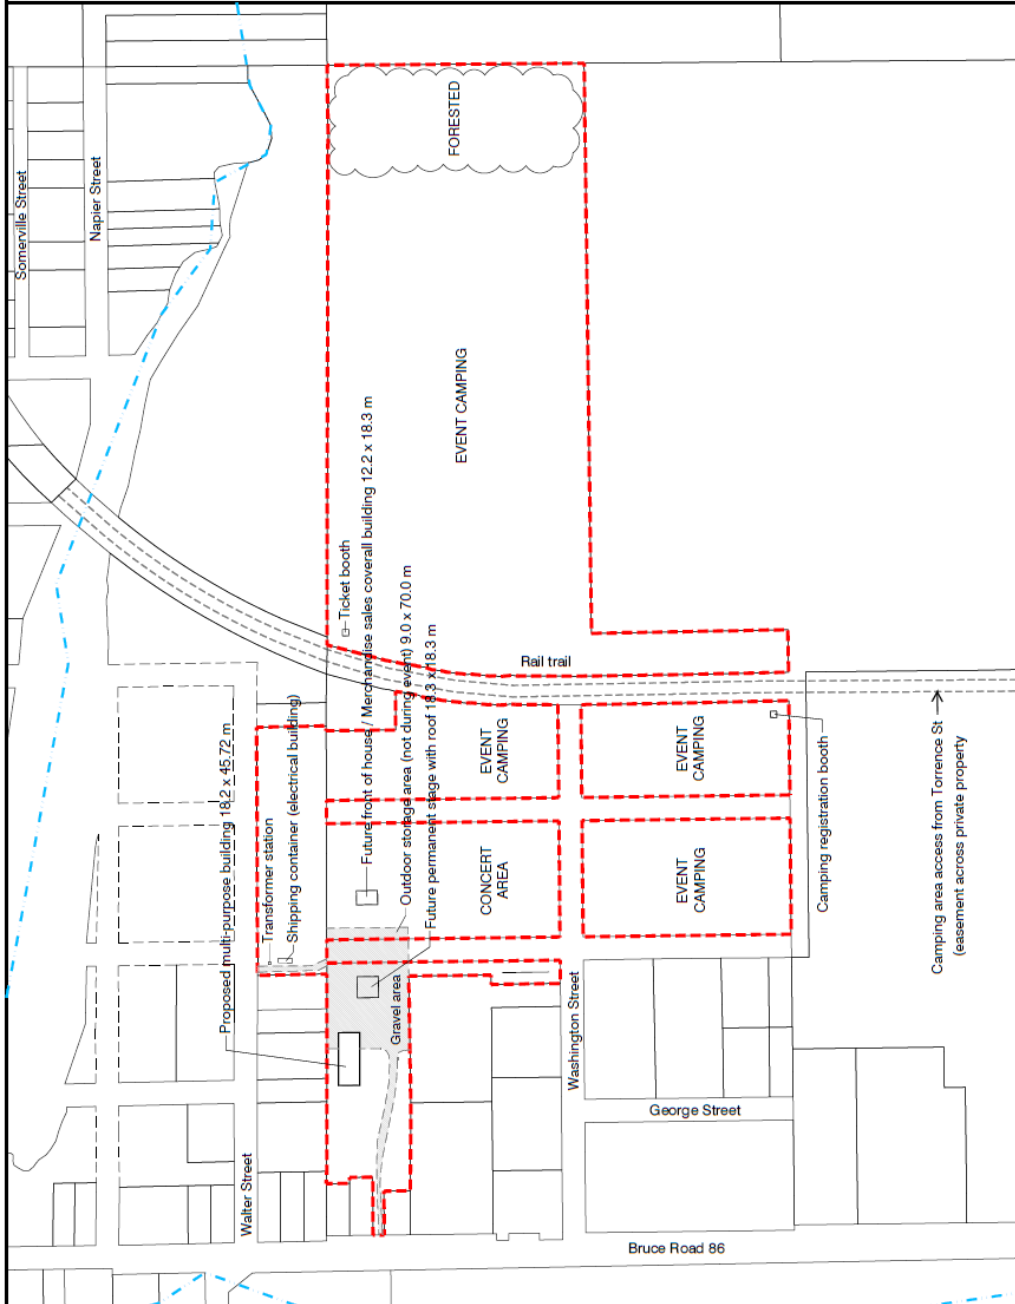 FORESTED
Somerville Street
Napier Street
EVENT CAMPING
Ticket booth
Future front of house / Merchandise sales coverall building 12.2 x 18.3 m
Outdoor storage area (not during event) 9.0 x 70.0 m
Future permanent stage with roof 18.3 x 18.3 m
Rail trail
Proposed multi-purpose building 18.2 x 45.72 m
Transformer station
Shipping container (electrical building)
EVENT
CAMPING
EVENT
CAMPING
CONCERT
AREA
EVENT
CAMPING
Camping registration booth
Camping area access from Torrence St
(easement across private property
Gravel area
Washington Street
George Street
Walter Street
Bruce Road 86